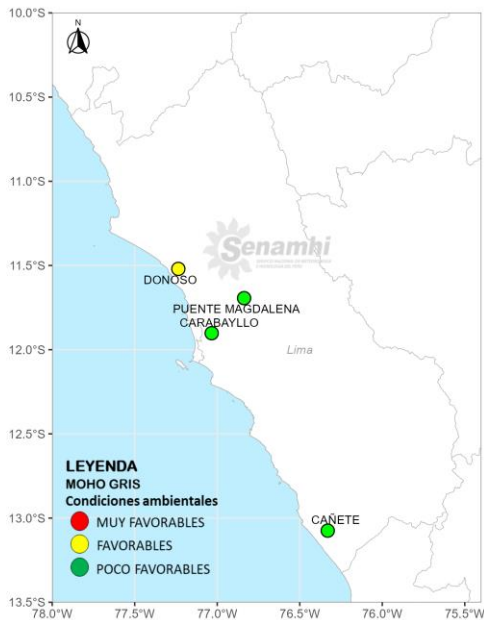 10.0°S
N
10.5°S
11.0°S
Senamhi
11.5°S
DONOSO
PUENTE MAGDALENA
CARABAYLLO
12.0°S
Lima
12.5°S
LEYENDA
MOHO GRIS
Condiciones ambientales
MUY FAVORABLES
FAVORABLES
POCO FAVORABLES
CAÑETE
13.0°S
13.5°S
78.0°W 77.5°W 77.0°W 76.5°W 76.0°W 75.5°W